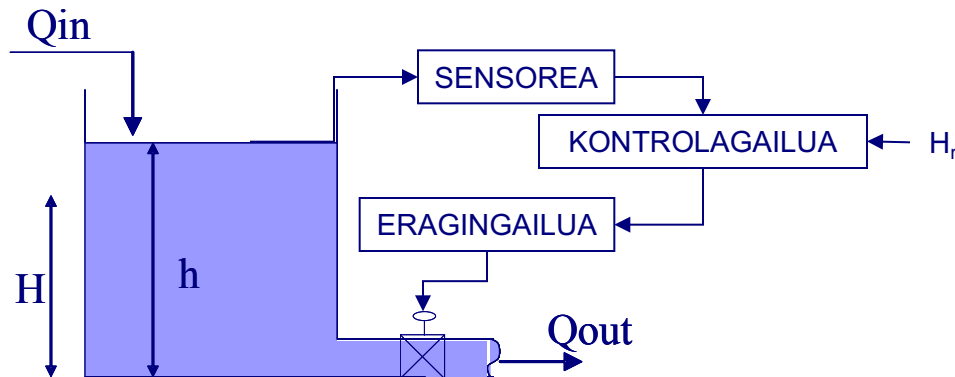 Qin
SENSOREA
KONTROLAGAILUA
Hr
ERAGINGAILUA
H
h
Qout